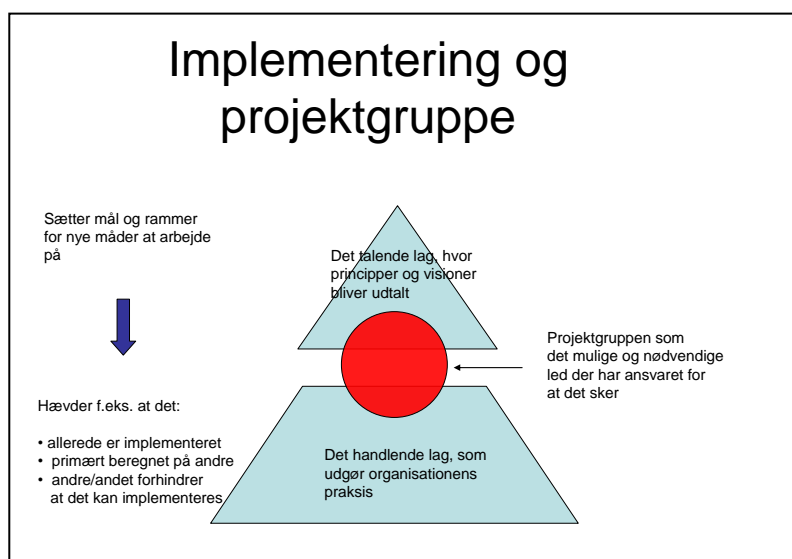 Implementering og
projektgruppe
Sætter mål og rammer
for nye måder at arbejde
på
Det talende lag, hvor
principper og visioner
bliver udtalt
Projektgruppen som
det mulige og nødvendige
led der har ansvaret for
at det sker
Hævder f.eks. at det:
• allerede er implementeret
• primært beregnet på andre
• andre/andet forhindrer
at det kan implementeres
Det handlende lag, som
udgør organisationens
praksis